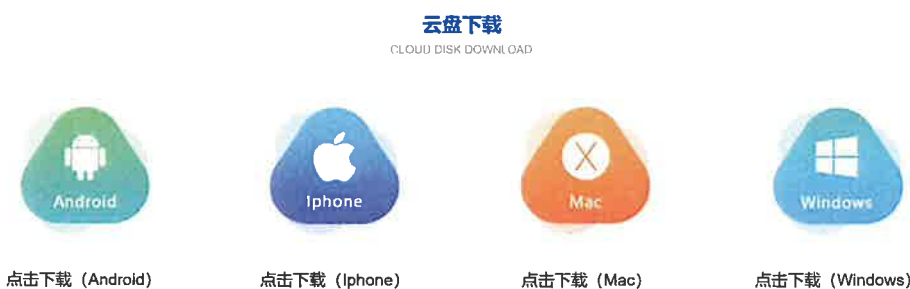 云盘下载
CLOUD DISK DOWNLOAD
Android
Iphone
Mac
Windows
点击下载（Android）
点击下载（Iphone）
点击下载（Mac）
点击下载（Windows）